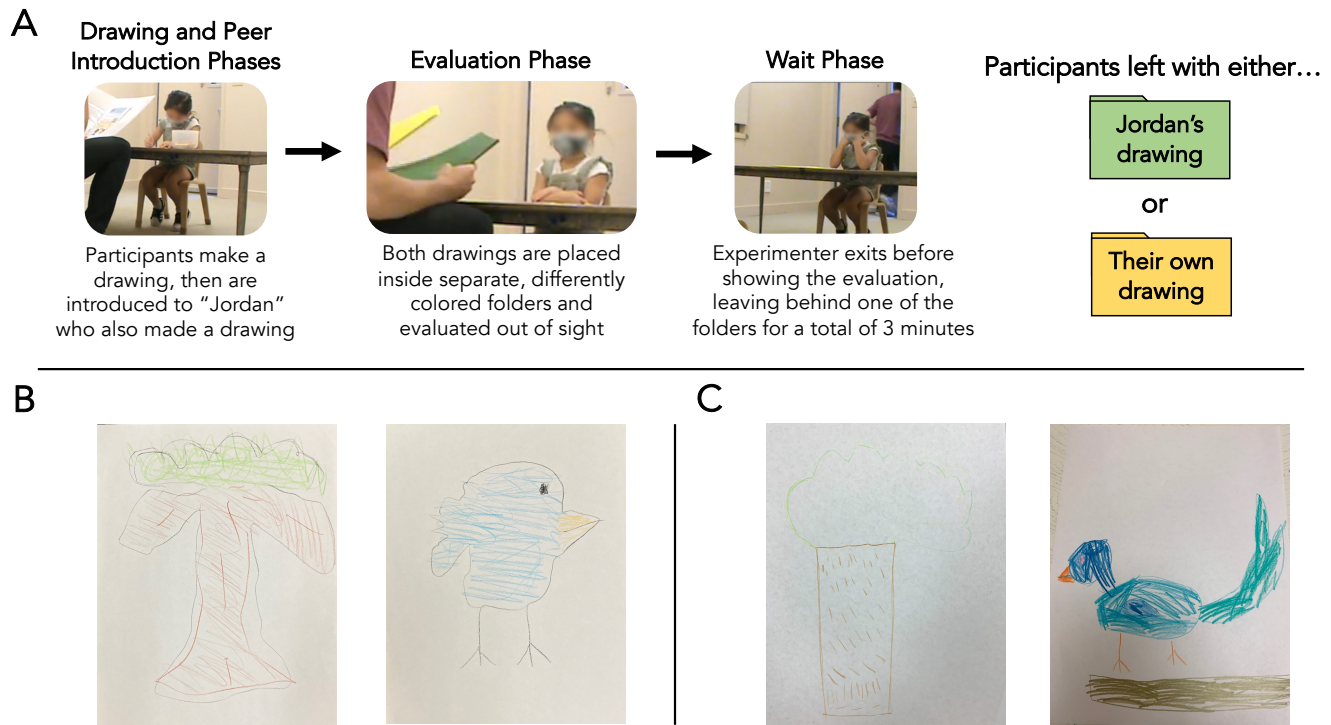 A
Drawing and Peer
Introduction Phases
Participants make a
drawing, then are
introduced to “Jordan”
who also made a drawing
Evaluation Phase
Both drawings are placed
inside separate, differently
colored folders and
evaluated out of sight
Wait Phase
Experimenter exits before
showing the evaluation,
leaving behind one of the
folders for a total of 3 minutes
Participants left with either…
Jordan’s
drawing
or
Their own
drawing
B
C